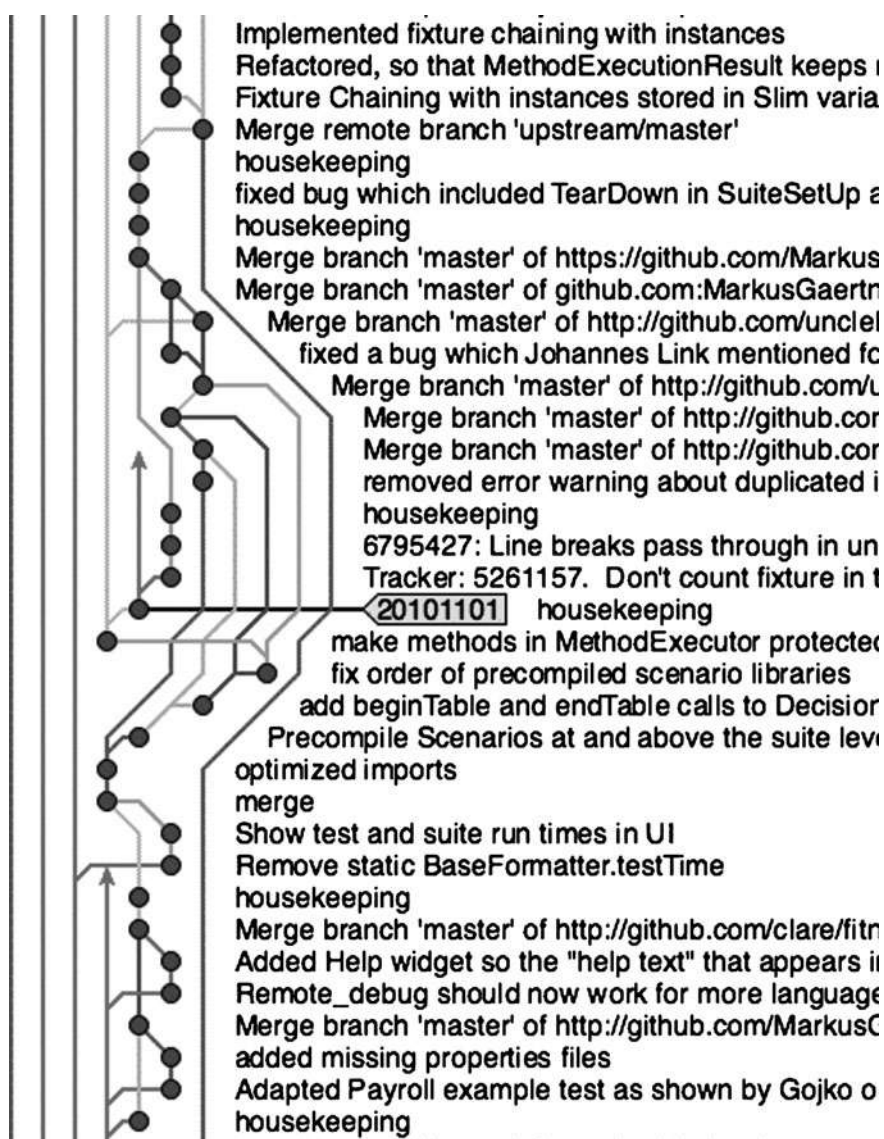 Implemented fixture chaining with instances
Refactored, so that MethodExecutionResult keeps
Fixture Chaining with instances stored in Slim
Merge remote branch 'upstream/master'
housekeeping
fixed bug which included TearDown in SuiteSetUp
housekeeping
Merge branch 'master' of https://github.com/Markus
Merge branch 'master' of github.com:MarkusGaertn
Merge branch 'master' of http://github.com/uncle
fixed a bug which Johannes Link mentioned
Merge branch 'master' of http://github.com/u
Merge branch 'master' of http://github.com
Merge branch 'master' of http://github.com
removed error warning about duplicated
housekeeping
6795427: Line breaks pass through in un
Tracker: 5261157. Don't count fixture in
20101101 housekeeping
make methods in MethodExecutor protected
fix order of precompiled scenario libraries
add beginTable and endTable calls to Decision
Precompile Scenarios at and above the suite leve
optimized imports
merge
Show test and suite run times in UI
Remove static BaseFormatter.testTime
housekeeping
Merge branch 'master' of http://github.com/clare/fitn
Added Help widget so the "help text" that appears
Remote_debug should now work for more language
Merge branch 'master' of http://github.com/MarkusG
added missing properties files
Adapted Payroll example test as shown by Gojko o
housekeeping